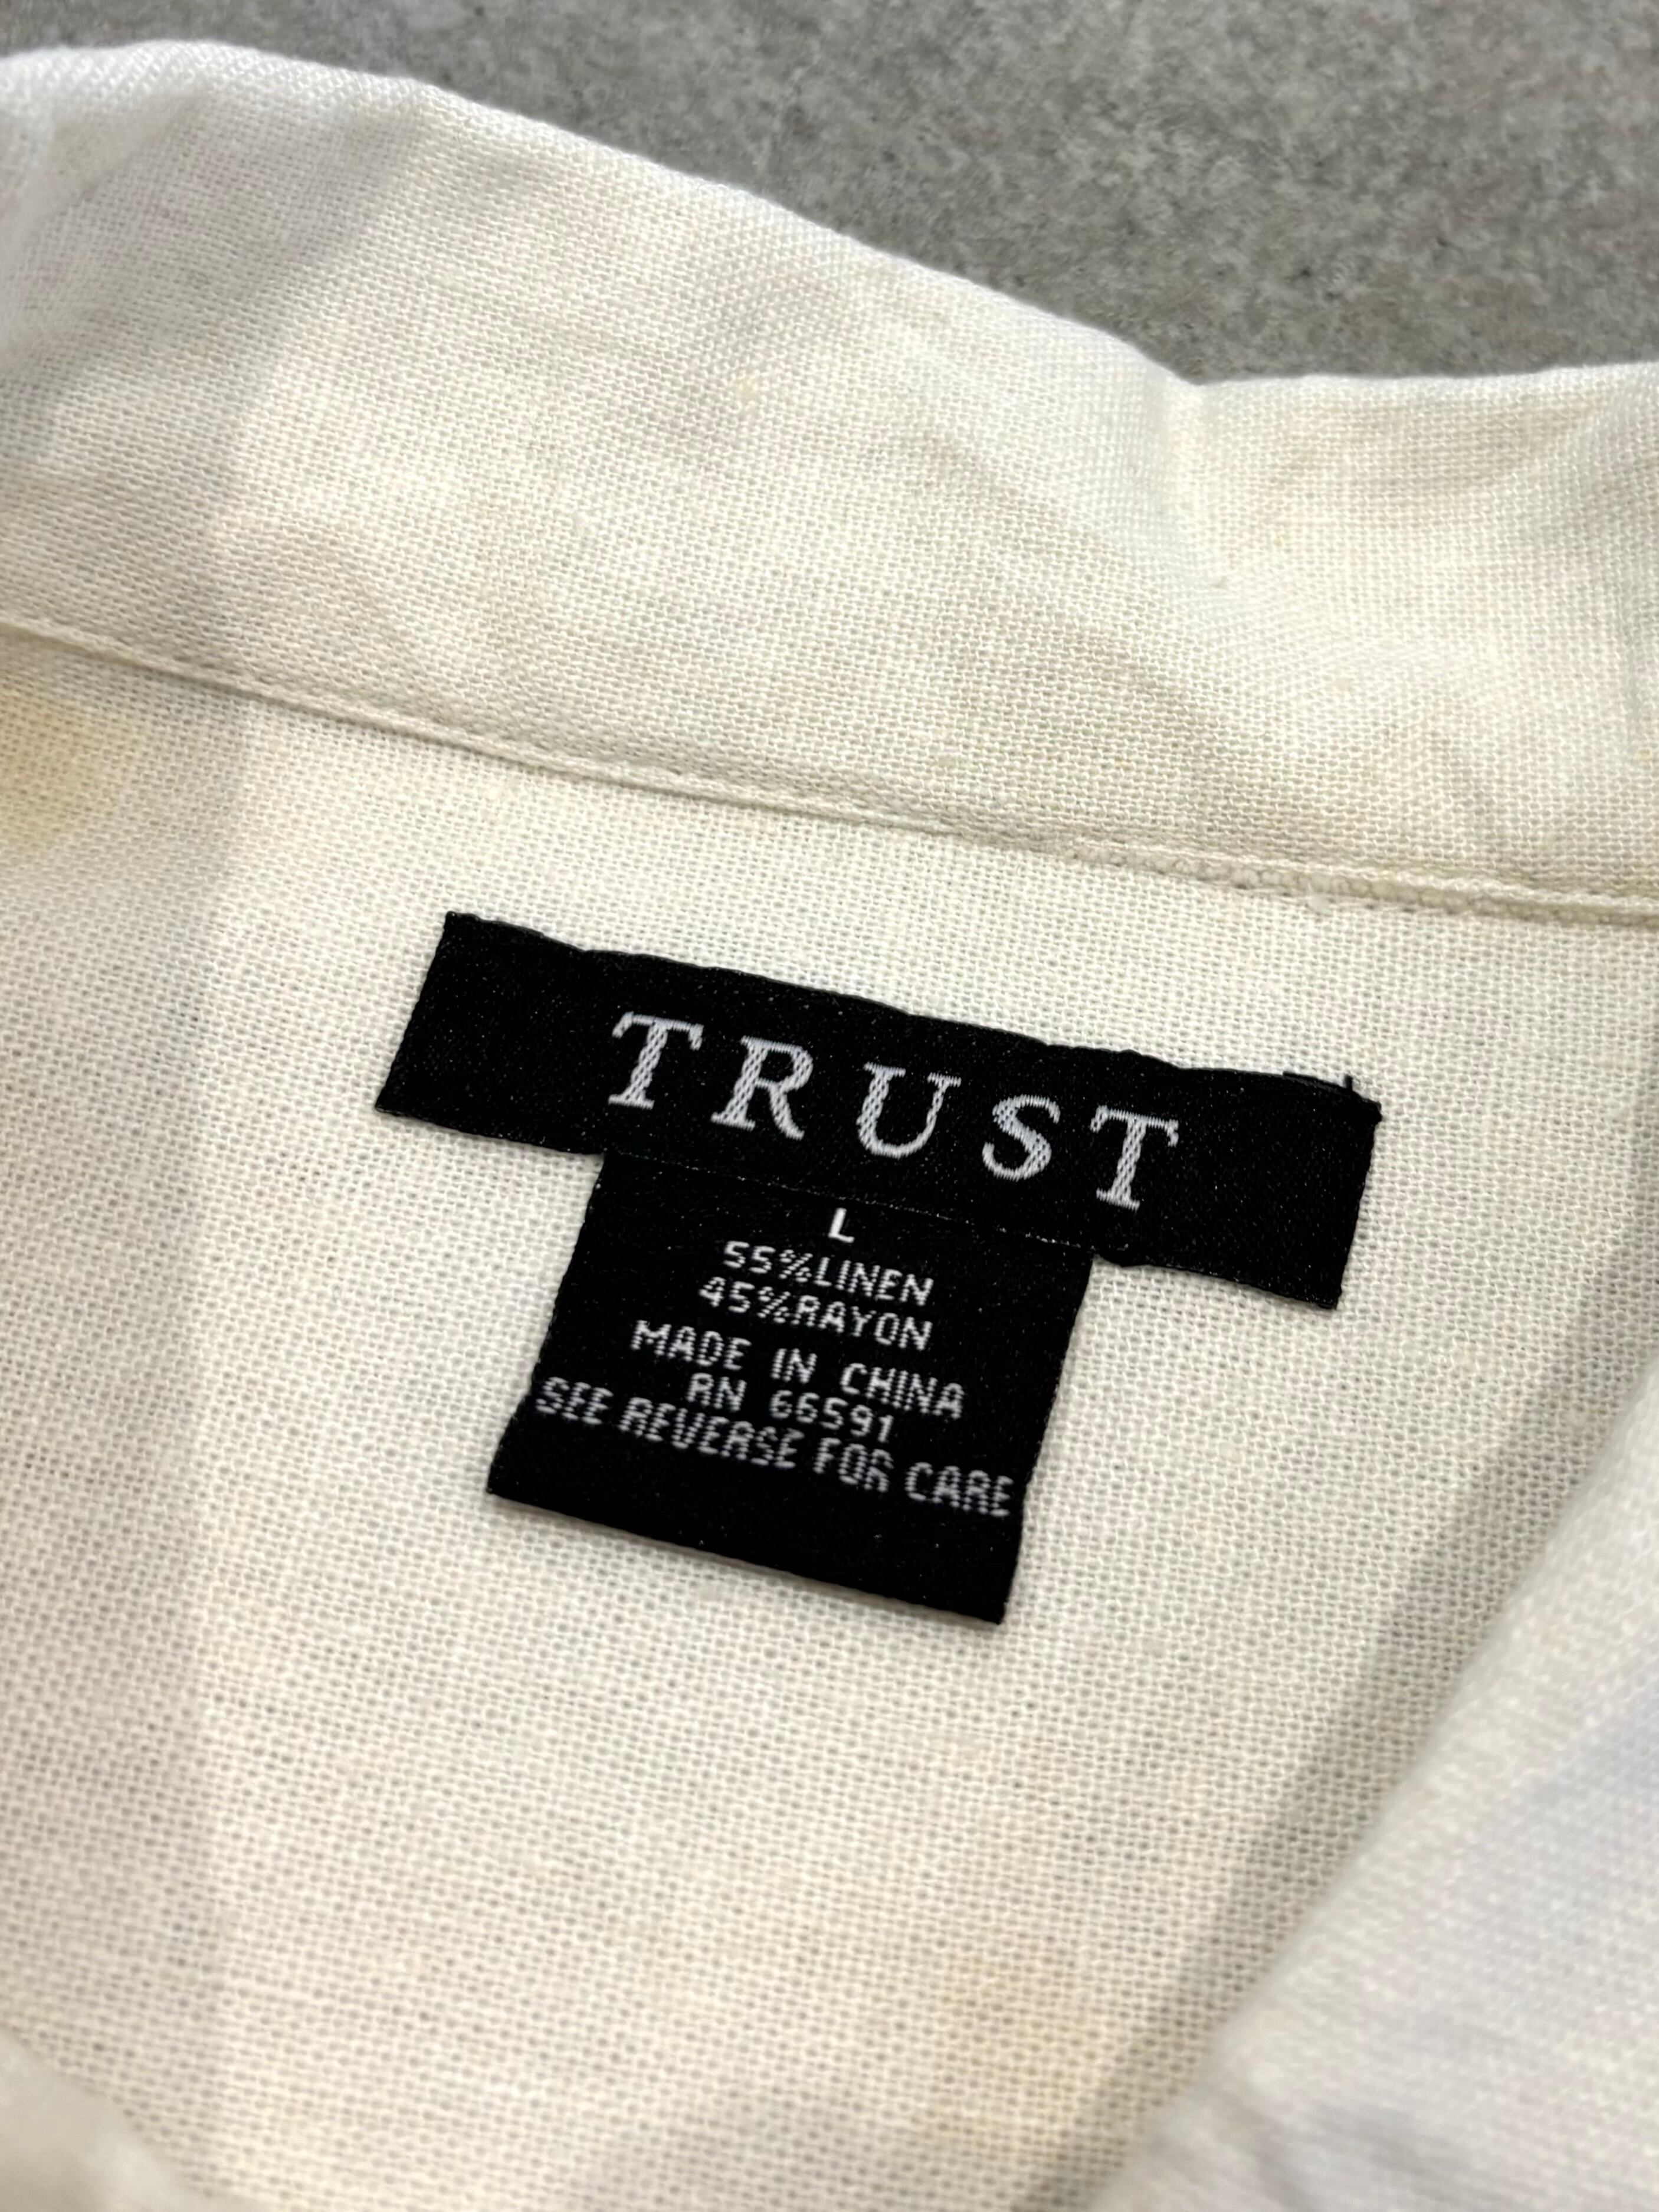 TRUST
L
55%LINEN
45%RAYON
MADE IN CHINA
RN 66591
SEE REVERSE FOR CARE